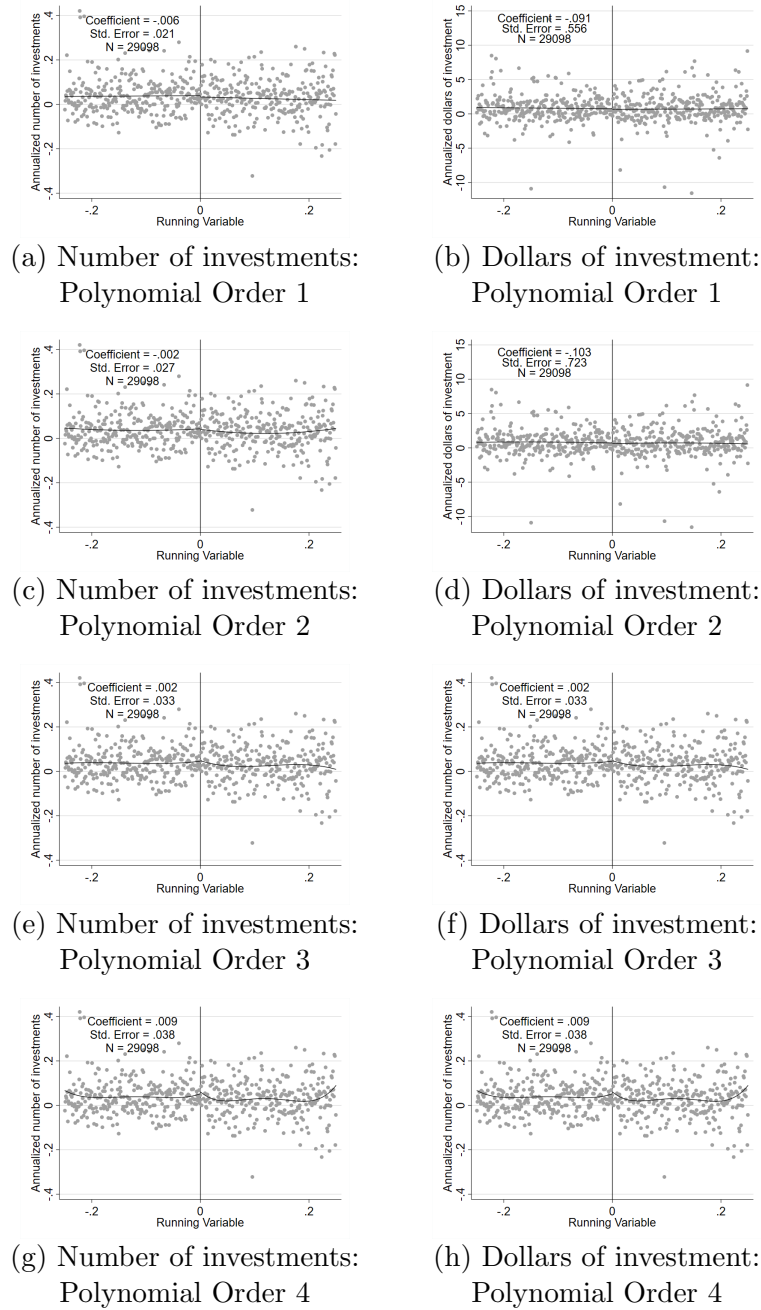 Coefficient = -.006
Std. Error = .021
N = 29098
Annualized number of investments
.4
.2
0
-.2
-.4
-.2
0
.2
Running Variable
(a) Number of investments:
Polynomial Order 1
Coefficient = -.091
Std. Error = .556
N = 29098
Annualized dollars of investment
15
10
5
0
-5
-10
-.2
0
.2
Running Variable
(b) Dollars of investment:
Polynomial Order 1
Coefficient = -.002
Std. Error = .027
N = 29098
Annualized number of investments
.4
.2
0
-.2
-.4
-.2
0
.2
Running Variable
(c) Number of investments:
Polynomial Order 2
Coefficient = -.103
Std. Error = .723
N = 29098
Annualized dollars of investment
15
10
5
0
-5
-10
-.2
0
.2
Running Variable
(d) Dollars of investment:
Polynomial Order 2
Coefficient = .002
Std. Error = .033
N = 29098
Annualized number of investments
.4
.2
0
-.2
-.4
-.2
0
.2
Running Variable
(e) Number of investments:
Polynomial Order 3
Coefficient = .002
Std. Error = .033
N = 29098
Annualized number of investments
.4
.2
0
-.2
-.4
-.2
0
.2
Running Variable
(f) Dollars of investment:
Polynomial Order 3
Coefficient = .009
Std. Error = .038
N = 29098
Annualized number of investments
.4
.2
0
-.2
-.4
-.2
0
.2
Running Variable
(g) Number of investments:
Polynomial Order 4
Coefficient = .009
Std. Error = .038
N = 29098
Annualized number of investments
.4
.2
0
-.2
-.4
-.2
0
.2
Running Variable
(h) Dollars of investment:
Polynomial Order 4